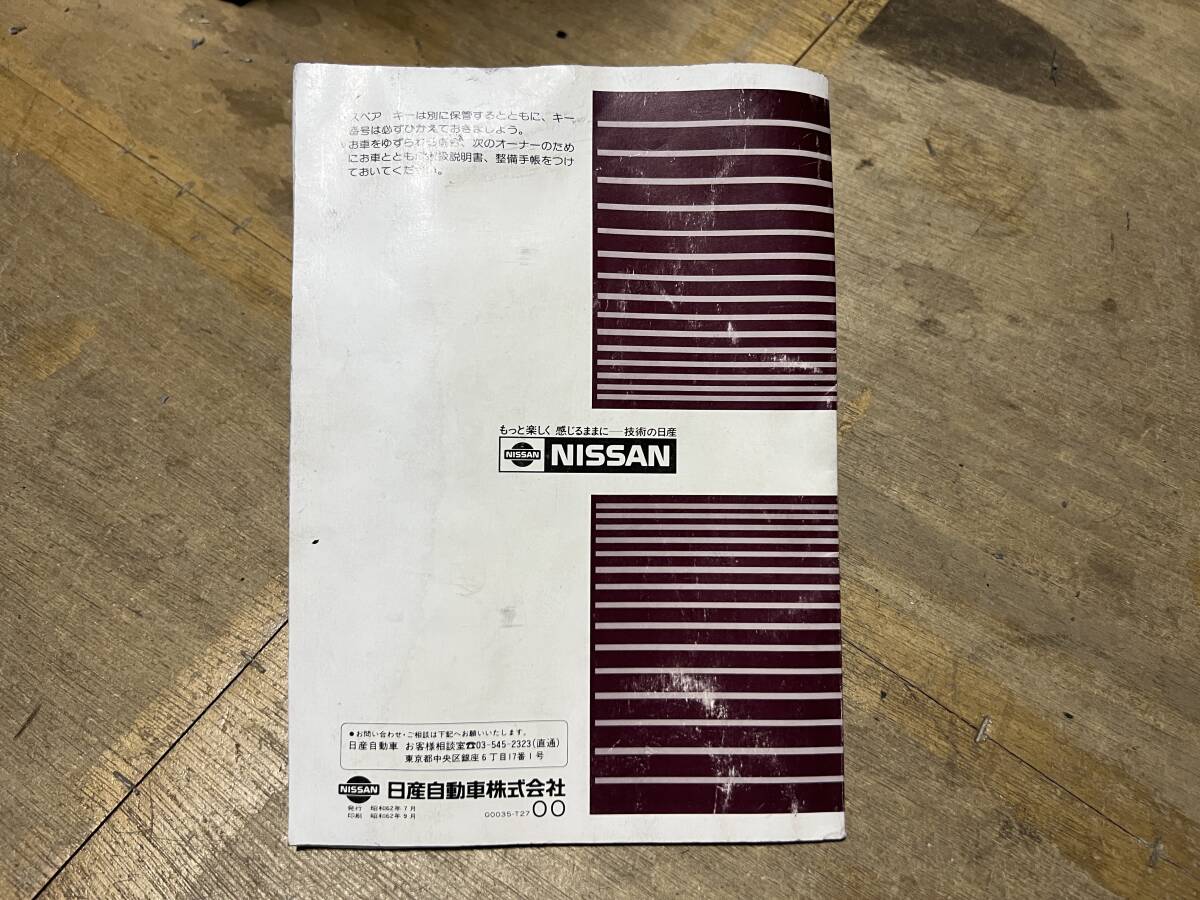 スペア キーは別に保管するとともに、キー
番号は必ずひかえておきましょう。
お車をゆずられる 、次のオーナーのため
にお車とともに 扱説明書、整備手帳をつけ
ておいてください。
もっと楽しく 感じるままに──技術の日産
NISSAN NISSAN
●お問い合わせ・ご相談は下記へお願いいたします。
日産自動車 お客様相談室☎03-545-2323(直通)
東京都中央区銀座6丁目17番1号
NISSAN 日産自動車株式会社
発行 昭和62年7月
印刷 昭和62年9月 G0035-T27 00